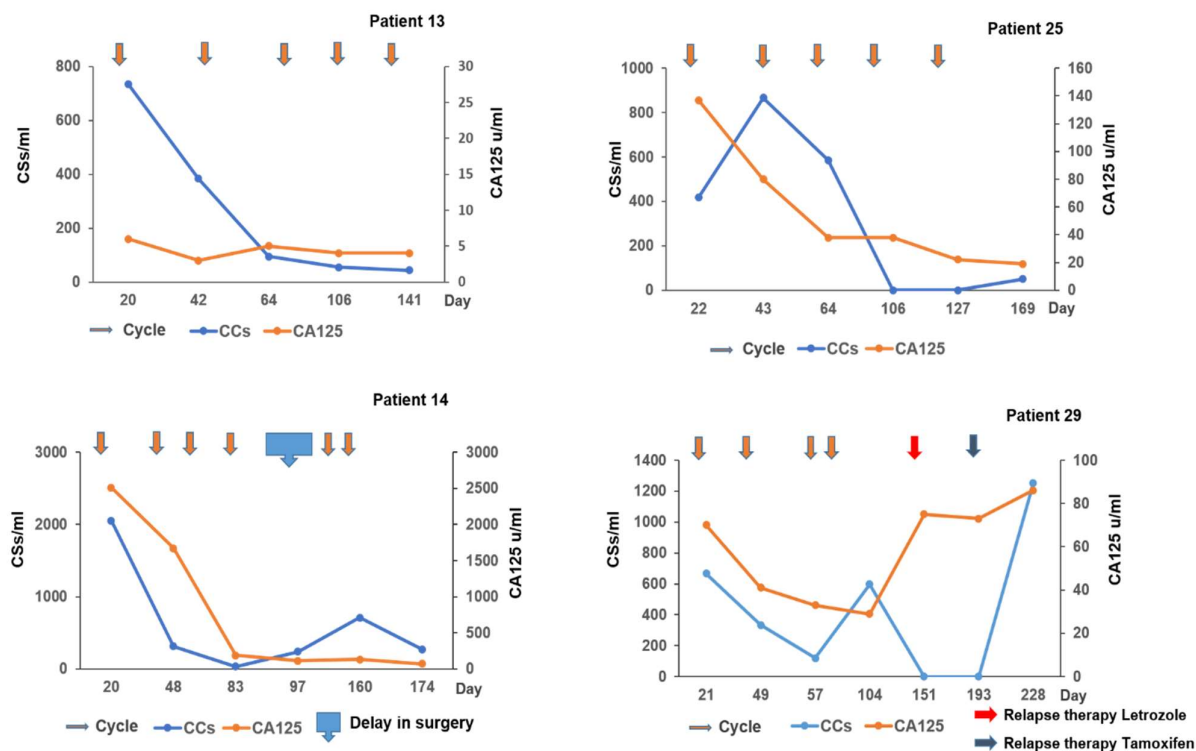 Patient 13
800
600
400
200
0
CSs/ml
30
25
20
15
10
5
0
CA125 u/ml
20 42 64 106 141 Day
Cycle CCs CA125
Patient 25
1000
800
600
400
200
0
CSs/ml
160
140
120
100
80
60
40
20
0
CA125 u/ml
22 43 64 106 127 169 Day
Cycle CCs CA125
Patient 14
3000
2000
1000
0
CSs/ml
3000
2500
2000
1500
1000
500
0
CA125 u/ml
20 48 83 97 160 174 Day
Cycle CCs CA125 Delay in surgery
Patient 29
1400
1200
1000
800
600
400
200
0
CSs/ml
100
80
60
40
20
0
CA125 u/ml
21 49 57 104 151 193 228 Day
Cycle CCs CA125
Relapse therapy Letrozole
Relapse therapy Tamoxifen